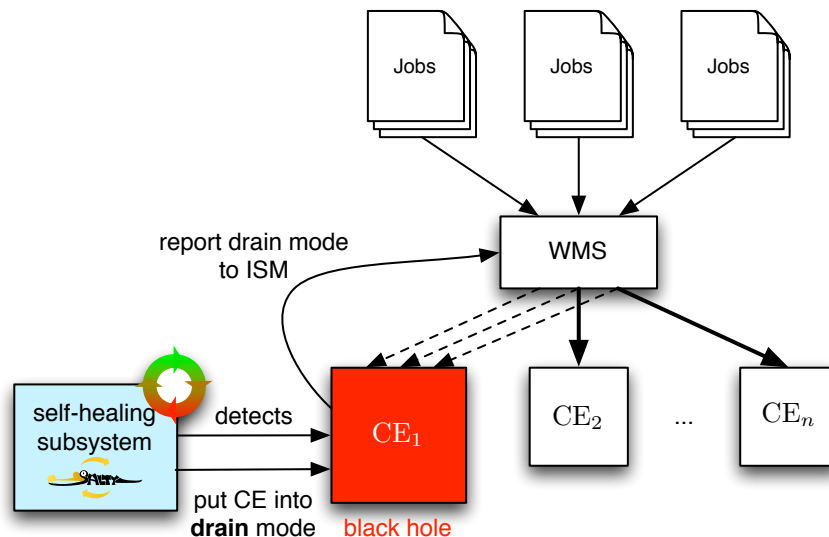 Jobs
Jobs
Jobs
WMS
report drain mode
to ISM
self-healing
subsystem
SALTY
detects
put CE into
drain mode
CE₁
black hole
CE₂
...
CEₙ